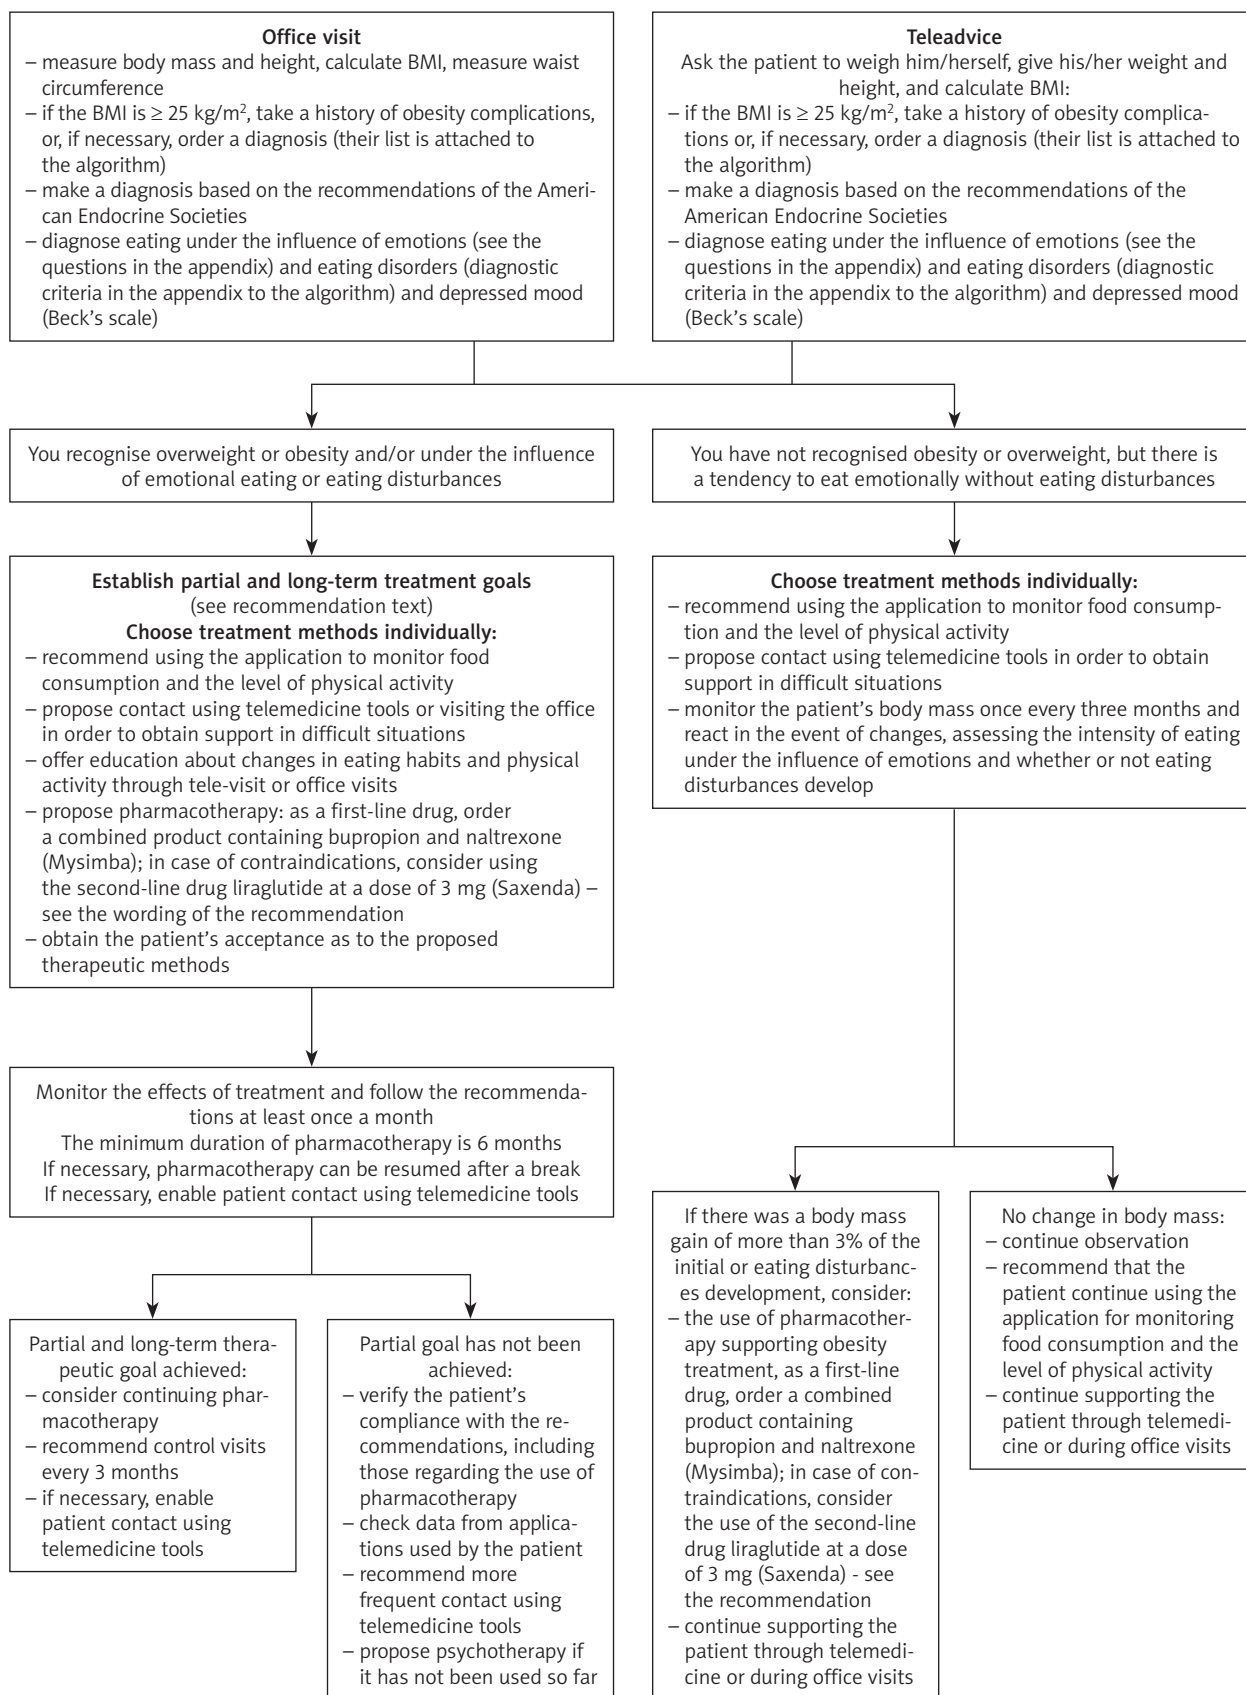 Office visit
– measure body mass and height, calculate BMI, measure waist
circumference
– if the BMI is ≥ 25 kg/m², take a history of obesity complications,
or, if necessary, order a diagnosis (their list is attached to
the algorithm)
– make a diagnosis based on the recommendations of the Ameri-
can Endocrine Societies
– diagnose eating under the influence of emotions (see the
questions in the appendix) and eating disorders (diagnostic
criteria in the appendix to the algorithm) and depressed mood
(Beck's scale)
Teleadvice
Ask the patient to weigh him/herself, give his/her weight and
height, and calculate BMI:
– if the BMI is ≥ 25 kg/m², take a history of obesity complica-
tions or, if necessary, order a diagnosis (their list is attached to
the algorithm)
– make a diagnosis based on the recommendations of the
American Endocrine Societies
– diagnose eating under the influence of emotions (see the
questions in the appendix) and eating disorders (diagnostic
criteria in the appendix to the algorithm) and depressed mood
(Beck's scale)
You recognise overweight or obesity and/or under the influence
of emotional eating or eating disturbances
You have not recognised obesity or overweight, but there is
a tendency to eat emotionally without eating disturbances
Establish partial and long-term treatment goals
(see recommendation text)
Choose treatment methods individually:
– recommend using the application to monitor food
consumption and the level of physical activity
– propose contact using telemedicine tools or visiting the office
in order to obtain support in difficult situations
– offer education about changes in eating habits and physical
activity through tele-visit or office visits
– propose pharmacotherapy: as a first-line drug, order
a combined product containing bupropion and naltrexone
(Mysimba); in case of contraindications, consider using
the second-line drug liraglutide at a dose of 3 mg (Saxenda) –
see the wording of the recommendation
– obtain the patient's acceptance as to the proposed
therapeutic methods
Choose treatment methods individually:
– recommend using the application to monitor food consump-
tion and the level of physical activity
– propose contact using telemedicine tools in order to obtain
support in difficult situations
– monitor the patient's body mass once every three months and
react in the event of changes, assessing the intensity of eating
under the influence of emotions and whether or not eating
disturbances develop
Monitor the effects of treatment and follow the recommenda-
tions at least once a month
The minimum duration of pharmacotherapy is 6 months
If necessary, pharmacotherapy can be resumed after a break
If necessary, enable patient contact using telemedicine tools
Partial and long-term thera-
peutic goal achieved:
– consider continuing phar-
macotherapy
– recommend control visits
every 3 months
– if necessary, enable
patient contact using
telemedicine tools
Partial goal has not been
achieved:
– verify the patient's
compliance with the re-
commendations, including
those regarding the use of
pharmacotherapy
– check data from applica-
tions used by the patient
– recommend more
frequent contact using
telemedicine tools
– propose psychotherapy if
it has not been used so far
If there was a body mass
gain of more than 3% of the
initial or eating disturbanc-
es development, consider:
– the use of pharmacother-
apy supporting obesity
treatment, as a first-line
drug, order a combined
product containing
bupropion and naltrexone
(Mysimba); in case of con-
traindications, consider
the use of the second-line
drug liraglutide at a dose
of 3 mg (Saxenda) - see
the recommendation
– continue supporting the
patient through telemedi-
cine or during office visits
No change in body mass:
– continue observation
– recommend that the
patient continue using the
application for monitoring
food consumption and the
level of physical activity
– continue supporting the
patient through telemedi-
cine or during office visits